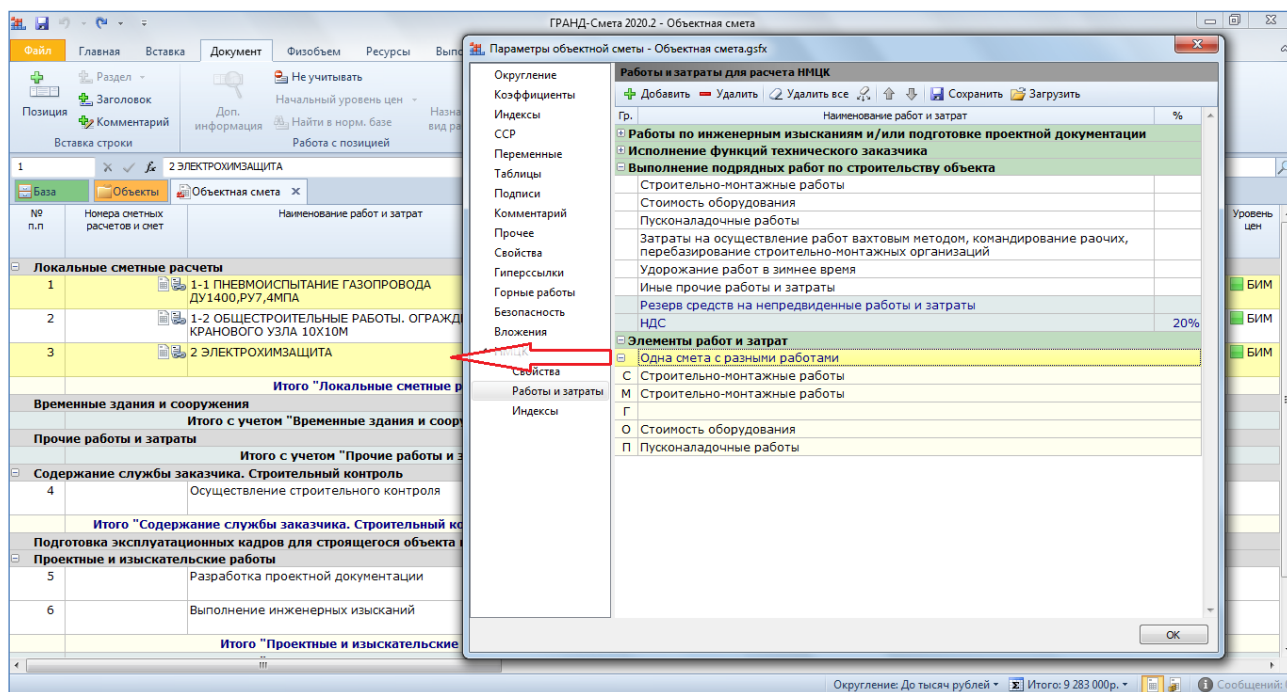 ГРАНД-Смета 2020.2 - Объектная смета
Файл Главная Вставка Документ Физобъем Ресурсы
Позиция
Раздел
Заголовок
Комментарий
Вставка строки
Доп. информация
Не учитывать
Начальный уровень цен
Найти в норм. базе
вид
Работа с позицией
1 fx 2 ЭЛЕКТРОХИМЗАЩИТА
База Объекты Объектная смета
№ п.п
Номера сметных расчетов и смет
Наименование работ и затрат
Уровень цен
Локальные сметные расчеты
1 1-1 ПНЕВМОИСПЫТАНИЕ ГАЗОПРОВОДА
ДУ1400,РУ7,4МПА
БИМ
2 1-2 ОБЩЕСТРОИТЕЛЬНЫЕ РАБОТЫ.
КРАНОВОГО УЗЛА 10Х10М
БИМ
3 2 ЭЛЕКТРОХИМЗАЩИТА
БИМ
Итого "Локальные сметные
Временные здания и сооружения
Итого с учетом "Временные здания и
Прочие работы и затраты
Итого с учетом "Прочие работы и
Содержание службы заказчика. Строительный контроль
4 Осуществление строительного контроля
Итого "Содержание службы заказчика. Строительный
Подготовка эксплуатационных кадров для строящегося объекта
Проектные и изыскательские работы
5 Разработка проектной документации
6 Выполнение инженерных изысканий
Итого "Проектные и изыскательские
Параметры объектной сметы - Объектная смета.gsfx
Округление
Коэффициенты
Индексы
ССР
Переменные
Таблицы
Подписи
Комментарий
Прочее
Свойства
Гиперссылки
Горные работы
Безопасность
Вложения
Свойства
Работы и затраты
Индексы
Работы и затраты для расчета НМЦК
Добавить Удалить Удалить все Сохранить Загрузить
Гр. Наименование работ и затрат %
Работы по инженерным изысканиям и/или подготовке проектной документации
Исполнение функций технического заказчика
Выполнение подрядных работ по строительству объекта
Строительно-монтажные работы
Стоимость оборудования
Пусконаладочные работы
Затраты на осуществление работ вахтовым методом, командирование раочих,
перебазирование строительно-монтажных организаций
Удорожание работ в зимнее время
Иные прочие работы и затраты
Резерв средств на непредвиденные работы и затраты
НДС 20%
Элементы работ и затрат
Одна смета с разными работами
С Строительно-монтажные работы
М Строительно-монтажные работы
Г
О Стоимость оборудования
П Пусконаладочные работы
ОК
Округление: До тысяч рублей Итого: 9 283 000р. Сообщений: